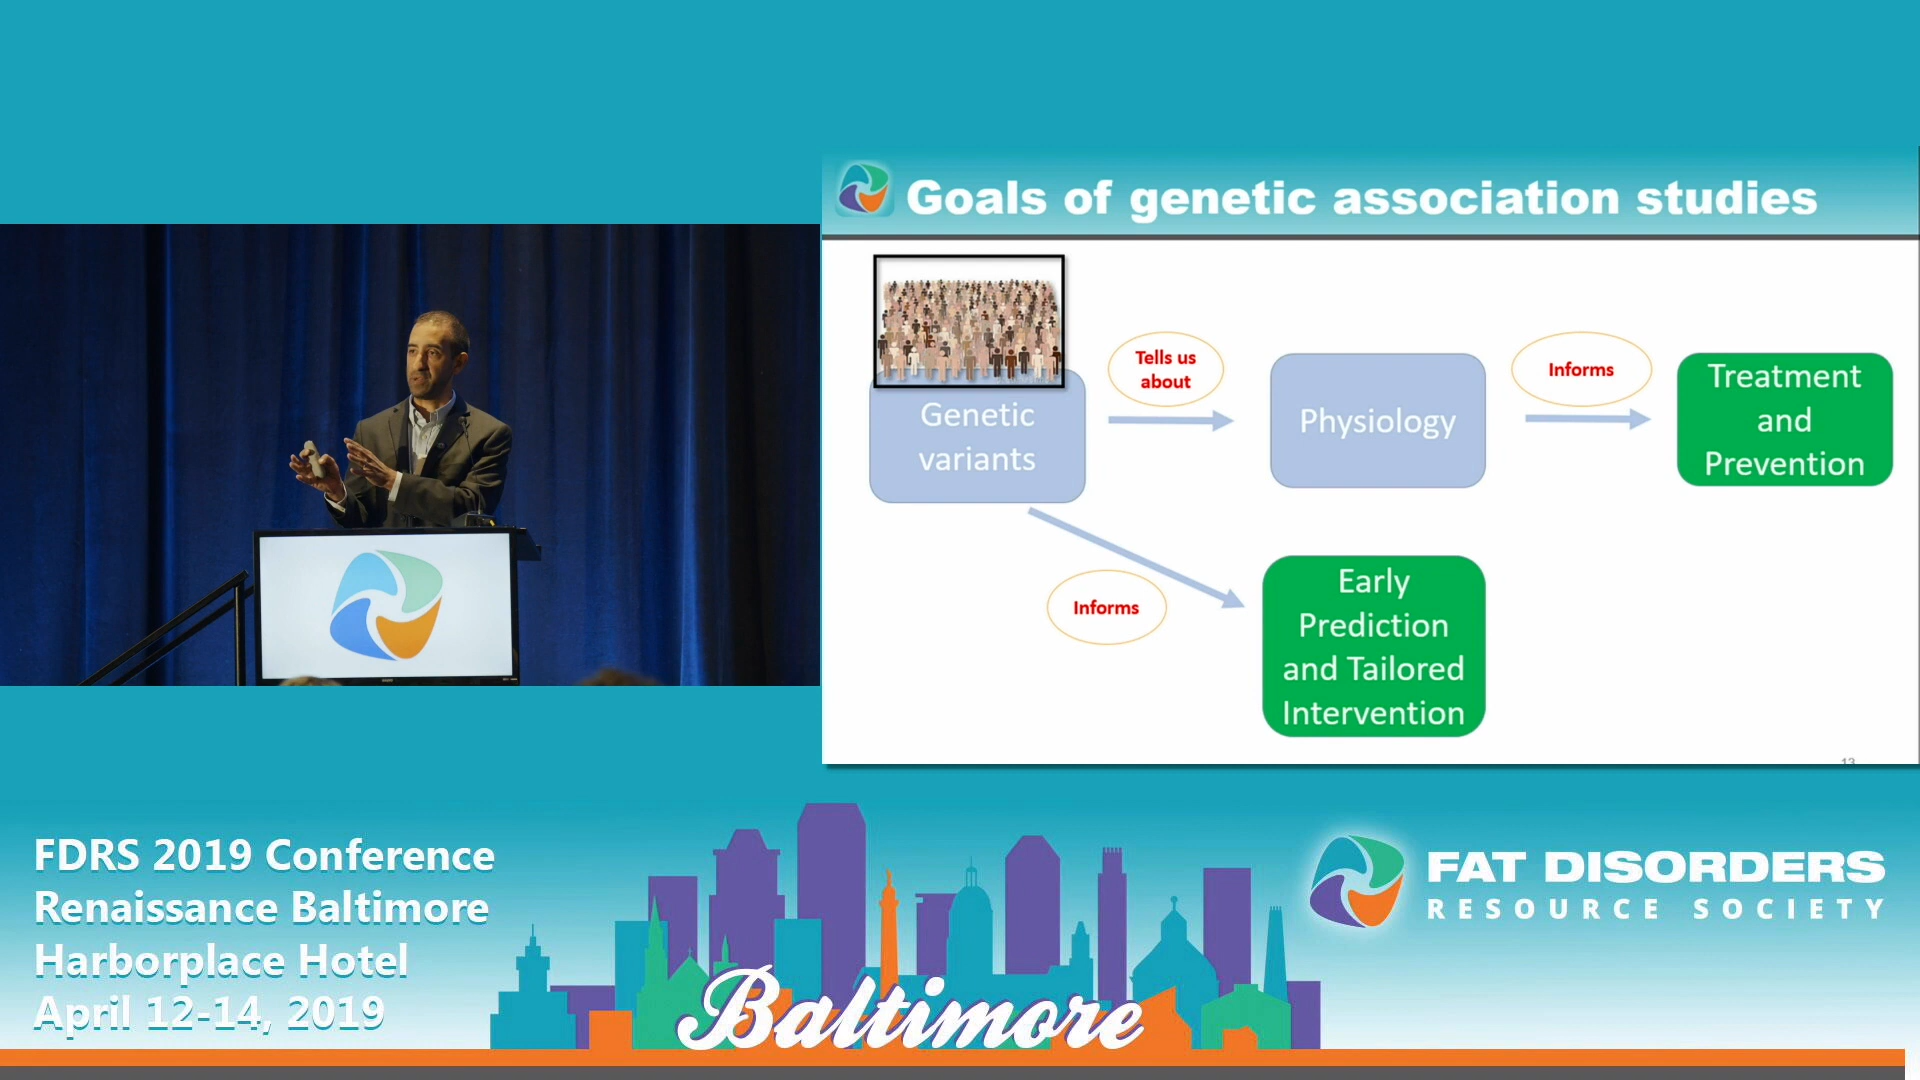 Goals of genetic association studies
Genetic
variants
Tells us
about
Physiology
Informs
Treatment
and
Prevention
Informs
Early
Prediction
and Tailored
Intervention
13
FDRS 2019 Conference
Renaissance Baltimore
Harborplace Hotel
April 12-14, 2019
Baltimore
FAT DISORDERS
RESOURCE SOCIETY